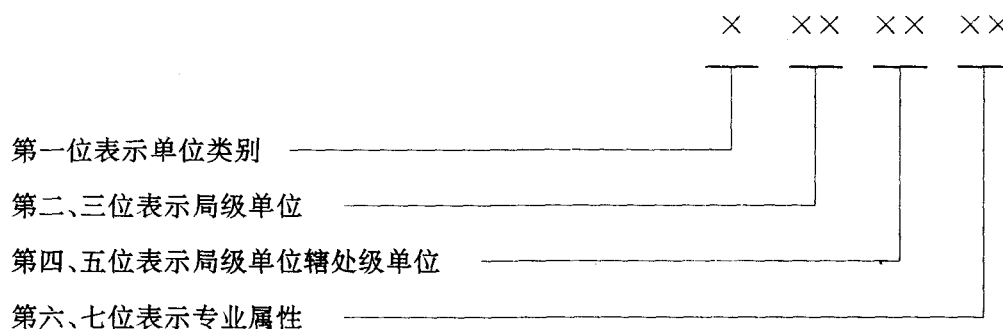 × ×× ×× ××
第一位表示单位类别
第二、三位表示局级单位
第四、五位表示局级单位辖处级单位
第六、七位表示专业属性